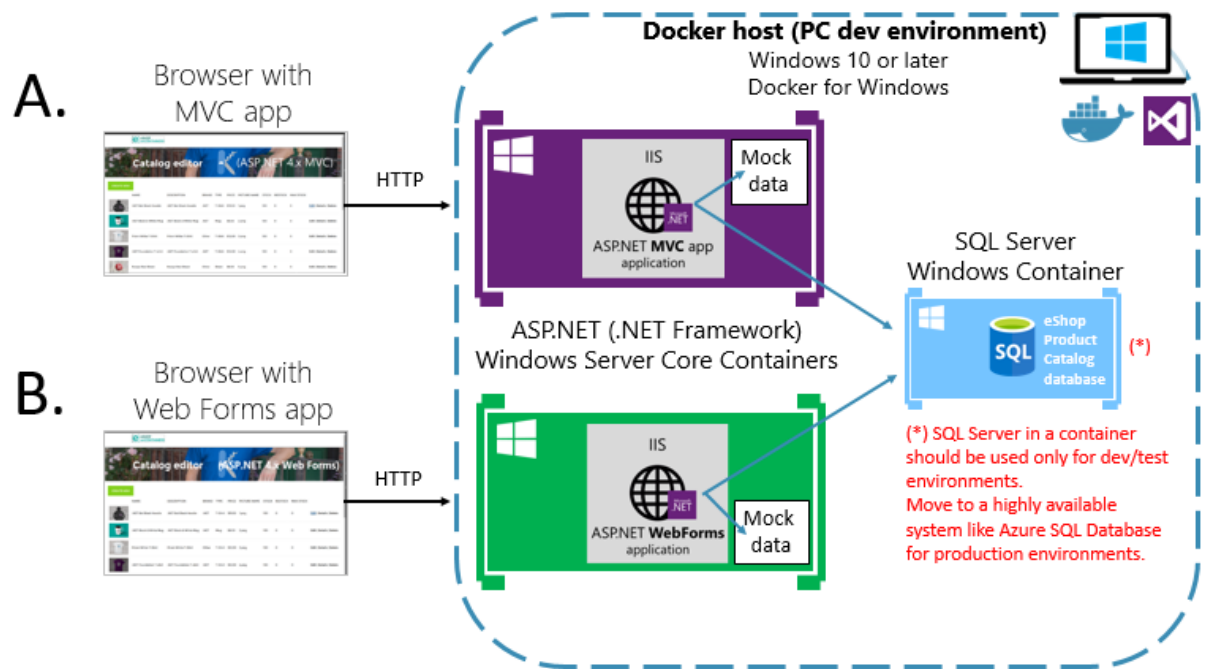 Docker host (PC dev environment)
Windows 10 or later
Docker for Windows
A.
Browser with
MVC app
Catalog editor
(ASP.NET 4.x MVC)
HTTP
IIS
Mock
data
.NET
ASP.NET MVC app
application
SQL Server
Windows Container
SQL
eShop
Product
Catalog
database
(*)
ASP.NET (.NET Framework)
Windows Server Core Containers
B.
Browser with
Web Forms app
Catalog editor
(ASP.NET 4.x Web Forms)
HTTP
IIS
.NET
ASP.NET WebForms
application
Mock
data
(*) SQL Server in a container
should be used only for dev/test
environments.
Move to a highly available
system like Azure SQL Database
for production environments.